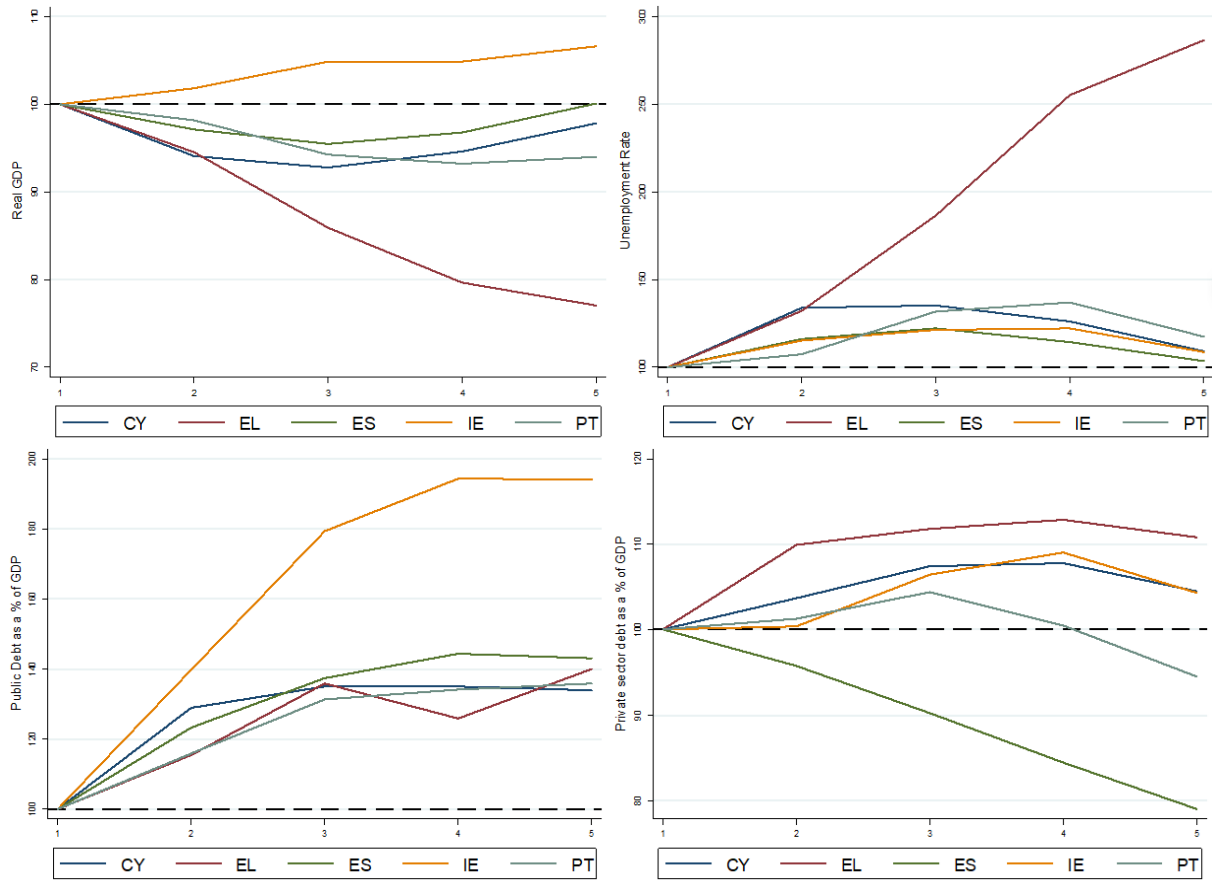 Real GDP
110
100
90
80
70
1 2 3 4 5
CY EL ES IE PT
Unemployment Rate
300
250
200
150
100
1 2 3 4 5
CY EL ES IE PT
Public Debt as a % of GDP
200
180
160
140
120
100
1 2 3 4 5
CY EL ES IE PT
Private sector debt as a % of GDP
120
110
100
90
80
1 2 3 4 5
CY EL ES IE PT